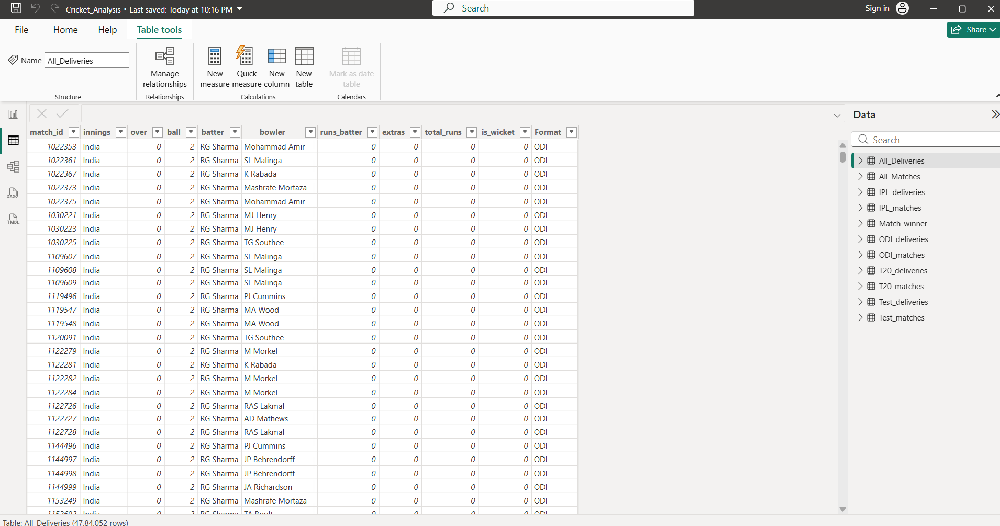 Cricket_Analysis • Last saved: Today at 10:16 PM
Search
Sign in
File Home Help Table tools
Share
Name All_Deliveries
Manage relationships
New measure
Quick measure
New column
New table
Mark as date table
Structure Relationships Calculations Calendars
DAX
TMDL
match_id innings over ball batter bowler runs_batter extras total_runs is_wicket Format
1022353 India 0 2 RG Sharma Mohammad Amir 0 0 0 0 ODI
1022361 India 0 2 RG Sharma SL Malinga 0 0 0 0 ODI
1022367 India 0 2 RG Sharma K Rabada 0 0 0 0 ODI
1022373 India 0 2 RG Sharma Mashrafe Mortaza 0 0 0 0 ODI
1022375 India 0 2 RG Sharma Mohammad Amir 0 0 0 0 ODI
1030221 India 0 2 RG Sharma MJ Henry 0 0 0 0 ODI
1030223 India 0 2 RG Sharma MJ Henry 0 0 0 0 ODI
1030225 India 0 2 RG Sharma TG Southee 0 0 0 0 ODI
1109607 India 0 2 RG Sharma SL Malinga 0 0 0 0 ODI
1109608 India 0 2 RG Sharma SL Malinga 0 0 0 0 ODI
1109609 India 0 2 RG Sharma SL Malinga 0 0 0 0 ODI
1119496 India 0 2 RG Sharma PJ Cummins 0 0 0 0 ODI
1119547 India 0 2 RG Sharma MA Wood 0 0 0 0 ODI
1119548 India 0 2 RG Sharma MA Wood 0 0 0 0 ODI
1120091 India 0 2 RG Sharma TG Southee 0 0 0 0 ODI
1122279 India 0 2 RG Sharma M Morkel 0 0 0 0 ODI
1122281 India 0 2 RG Sharma K Rabada 0 0 0 0 ODI
1122282 India 0 2 RG Sharma M Morkel 0 0 0 0 ODI
1122284 India 0 2 RG Sharma M Morkel 0 0 0 0 ODI
1122726 India 0 2 RG Sharma RAS Lakmal 0 0 0 0 ODI
1122727 India 0 2 RG Sharma AD Mathews 0 0 0 0 ODI
1122728 India 0 2 RG Sharma RAS Lakmal 0 0 0 0 ODI
1144496 India 0 2 RG Sharma PJ Cummins 0 0 0 0 ODI
1144997 India 0 2 RG Sharma JP Behrendorff 0 0 0 0 ODI
1144998 India 0 2 RG Sharma JP Behrendorff 0 0 0 0 ODI
1144999 India 0 2 RG Sharma JA Richardson 0 0 0 0 ODI
1153249 India 0 2 RG Sharma Mashrafe Mortaza 0 0 0 0 ODI
1153692 India 0 2 RG Sharma TA Boult 0 0 0 0 ODI
Table: All_Deliveries (47,84,052 rows)
Data
Search
All_Deliveries
All_Matches
IPL_deliveries
IPL_matches
Match_winner
ODI_deliveries
ODI_matches
T20_deliveries
T20_matches
Test_deliveries
Test_matches